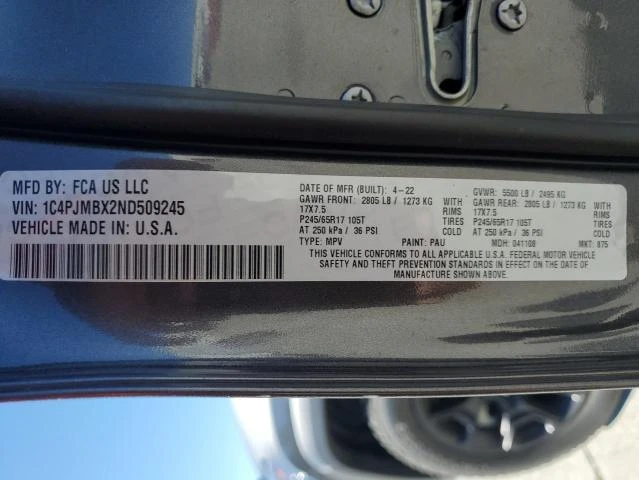 MFD BY: FCA US LLC
VIN: 1C4PJMBX2ND509245
VEHICLE MADE IN U.S.A.
DATE OF MFR (BUILT): 4-22 GVWR: 5500 LB / 2495 KG
GAWR FRONT: 2805 LB / 1273 KG WITH GAWR REAR: 2805 LB / 1273 KG WITH
17X7.5 RIMS 17X7.5 RIMS
P245/65R17 105T TIRES P245/65R17 105T TIRES
AT 250 kPa / 36 PSI COLD AT 250 kPa / 36 PSI COLD
TYPE: MPV PAINT: PAU MDH: 041108 MKT: 875
THIS VEHICLE CONFORMS TO ALL APPLICABLE U.S.A. FEDERAL MOTOR VEHICLE
SAFETY AND THEFT PREVENTION STANDARDS IN EFFECT ON THE DATE OF
MANUFACTURE SHOWN ABOVE.